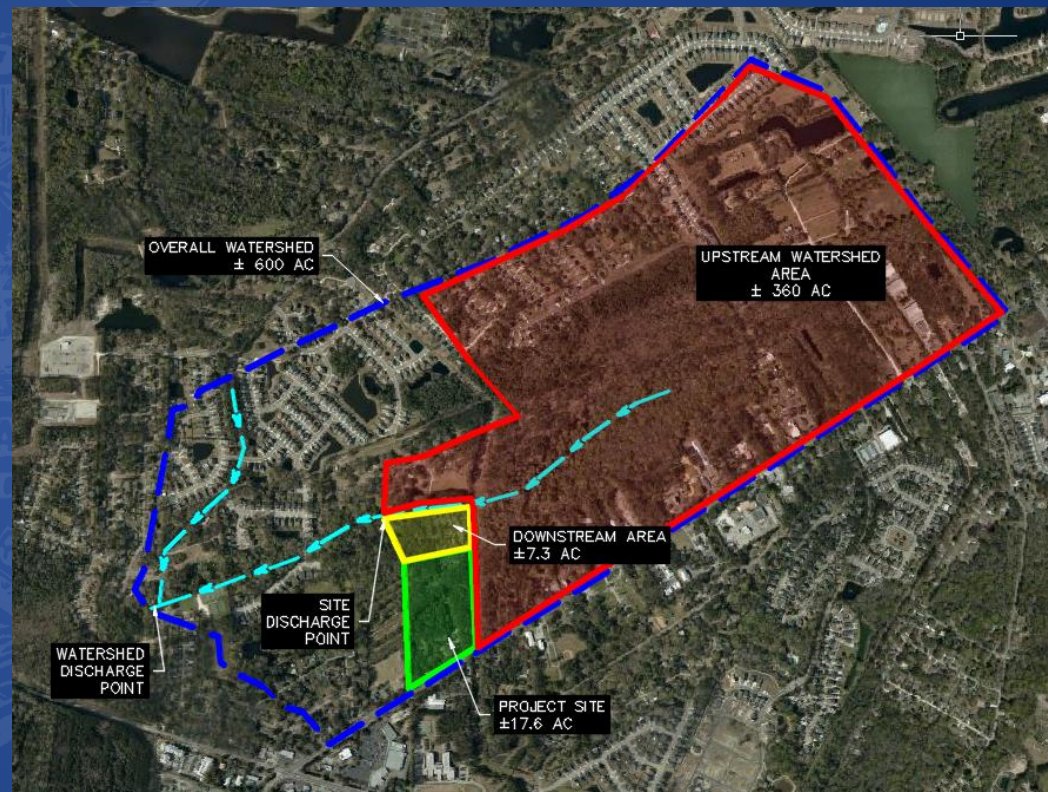 OVERALL WATERSHED
± 600 AC
UPSTREAM WATERSHED
AREA
± 360 AC
DOWNSTREAM AREA
±7.3 AC
SITE
DISCHARGE
POINT
WATERSHED
DISCHARGE
POINT
PROJECT SITE
±17.6 AC